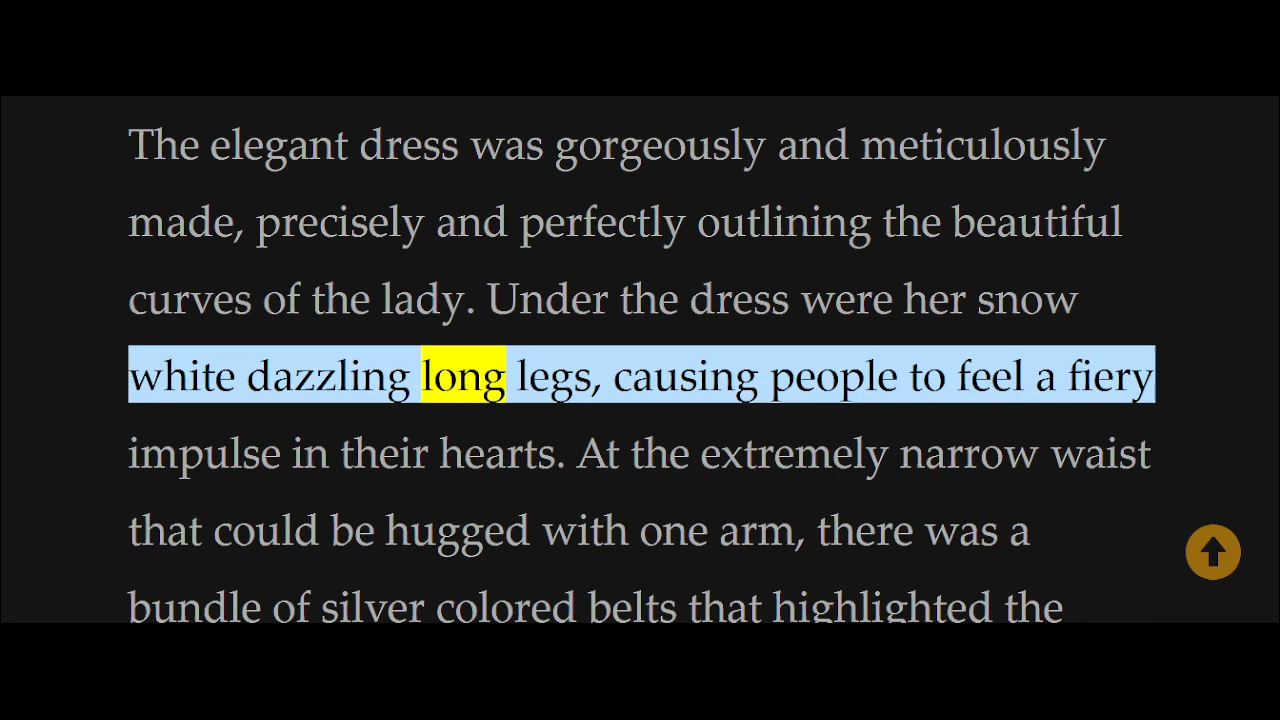 The elegant dress was gorgeously and meticulously
made, precisely and perfectly outlining the beautiful
curves of the lady. Under the dress were her snow
white dazzling long legs, causing people to feel a fiery
impulse in their hearts. At the extremely narrow waist
that could be hugged with one arm, there was a
bundle of silver colored belts that highlighted the